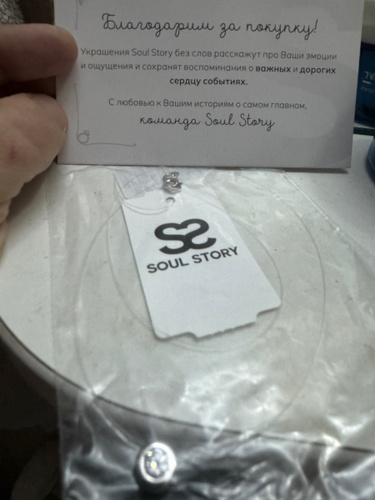 Благодарим за покупку!
Украшения Soul Story без слов расскажут про Ваши эмоции
и ощущения и сохранят воспоминания о важных и дорогих
сердцу событиях.
С любовью к Вашим историям о самом главном,
команда Soul Story
SS
SOUL STORY